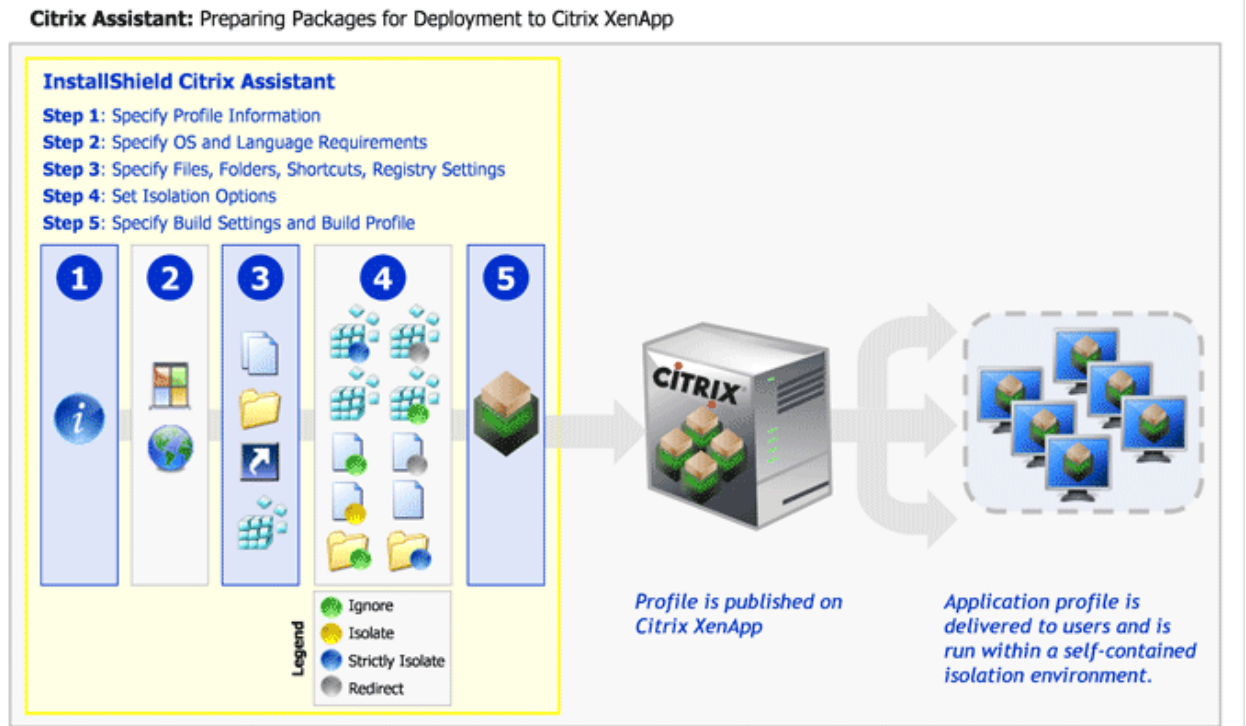 Citrix Assistant: Preparing Packages for Deployment to Citrix XenApp
InstallShield Citrix Assistant
Step 1: Specify Profile Information
Step 2: Specify OS and Language Requirements
Step 3: Specify Files, Folders, Shortcuts, Registry Settings
Step 4: Set Isolation Options
Step 5: Specify Build Settings and Build Profile
1
2
3
4
5
i
CITRIX
Legend
Ignore
Isolate
Strictly Isolate
Redirect
Profile is published on
Citrix XenApp
Application profile is
delivered to users and is
run within a self-contained
isolation environment.